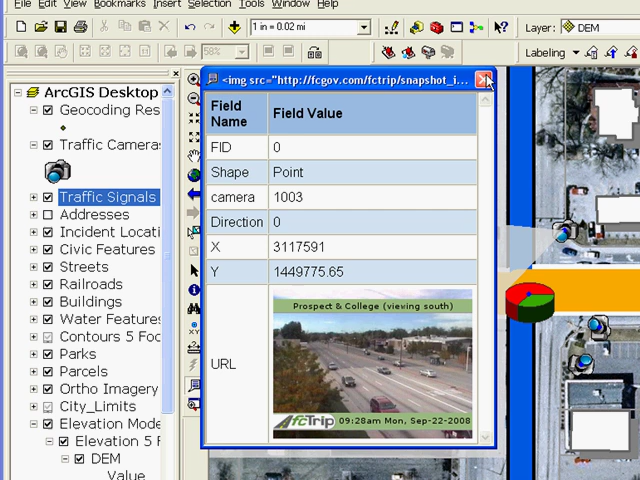 File Edit View Bookmarks Insert Selection Tools Window Help
1 in = 0.02 mi
Layer: DEM
58%
Labeling
ArcGIS Desktop
<img src="http://fcgov.com/fctrip/snapshot_i...
Geocoding Res
Traffic Cameras
Traffic Signals
Addresses
Incident Locati
Civic Features
Streets
Railroads
Buildings
Water Features
Contours 5 Foo
Parks
Parcels
Ortho Imagery
City_Limits
Elevation Mode
Elevation 5 F
DEM
Value
Field Name Field Value
FID 0
Shape Point
camera 1003
Direction 0
X 3117591
Y 1449775.65
URL
Prospect & College (viewing south)
fcTrip 09:28am Mon, Sep-22-2008
XY